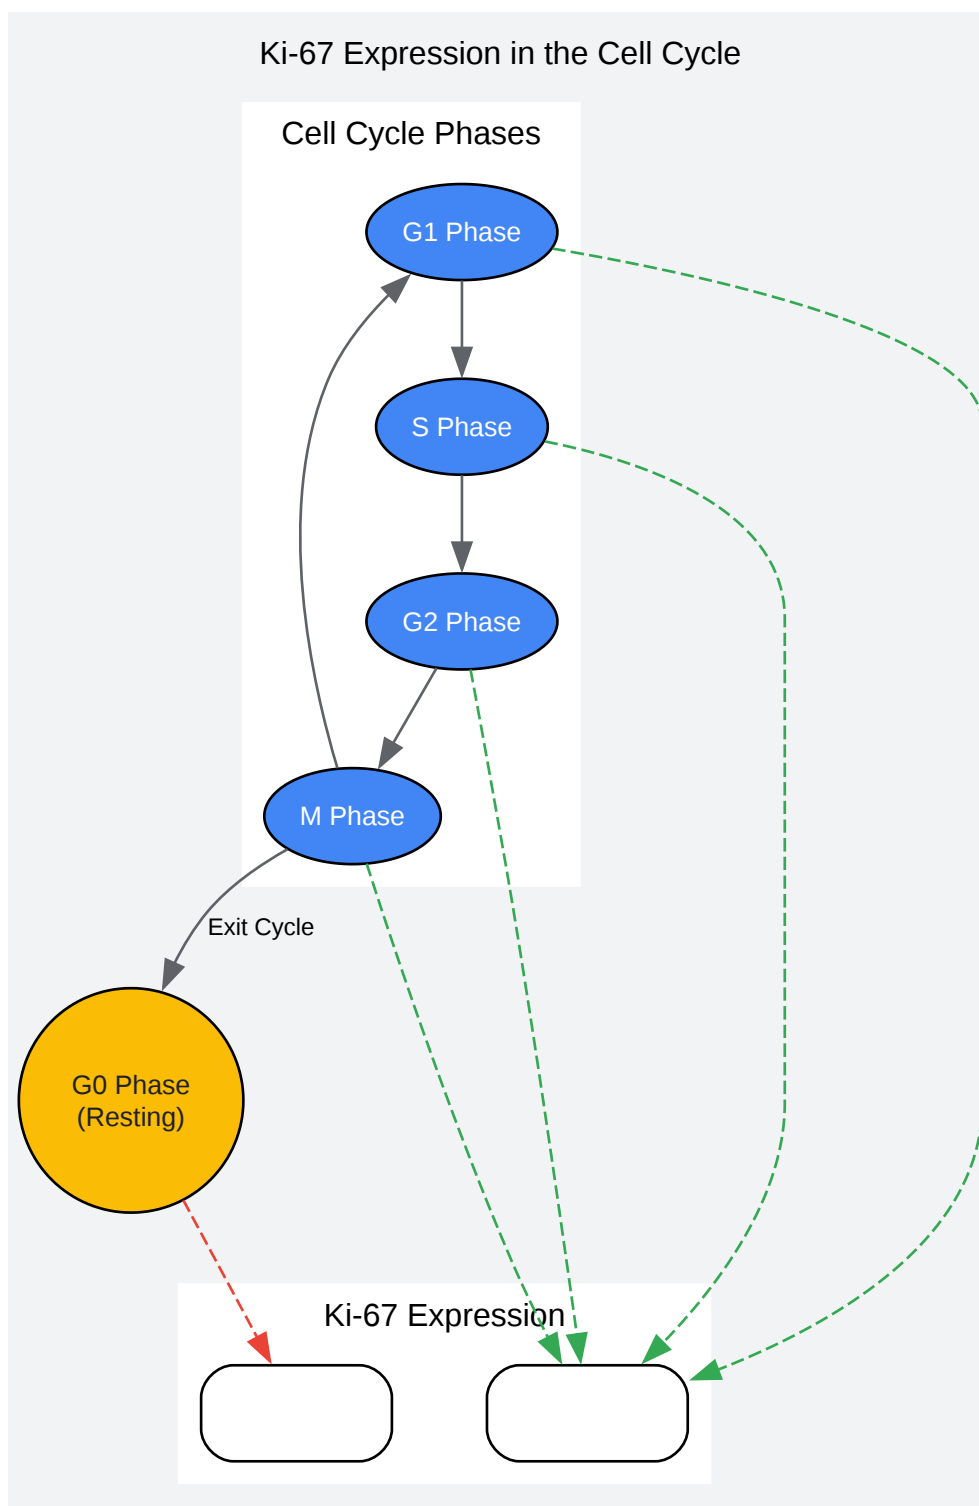 Ki-67 Expression in the Cell Cycle
Cell Cycle Phases
G1 Phase
S Phase
G2 Phase
M Phase
Exit Cycle
G0 Phase
(Resting)
Ki-67 Expression